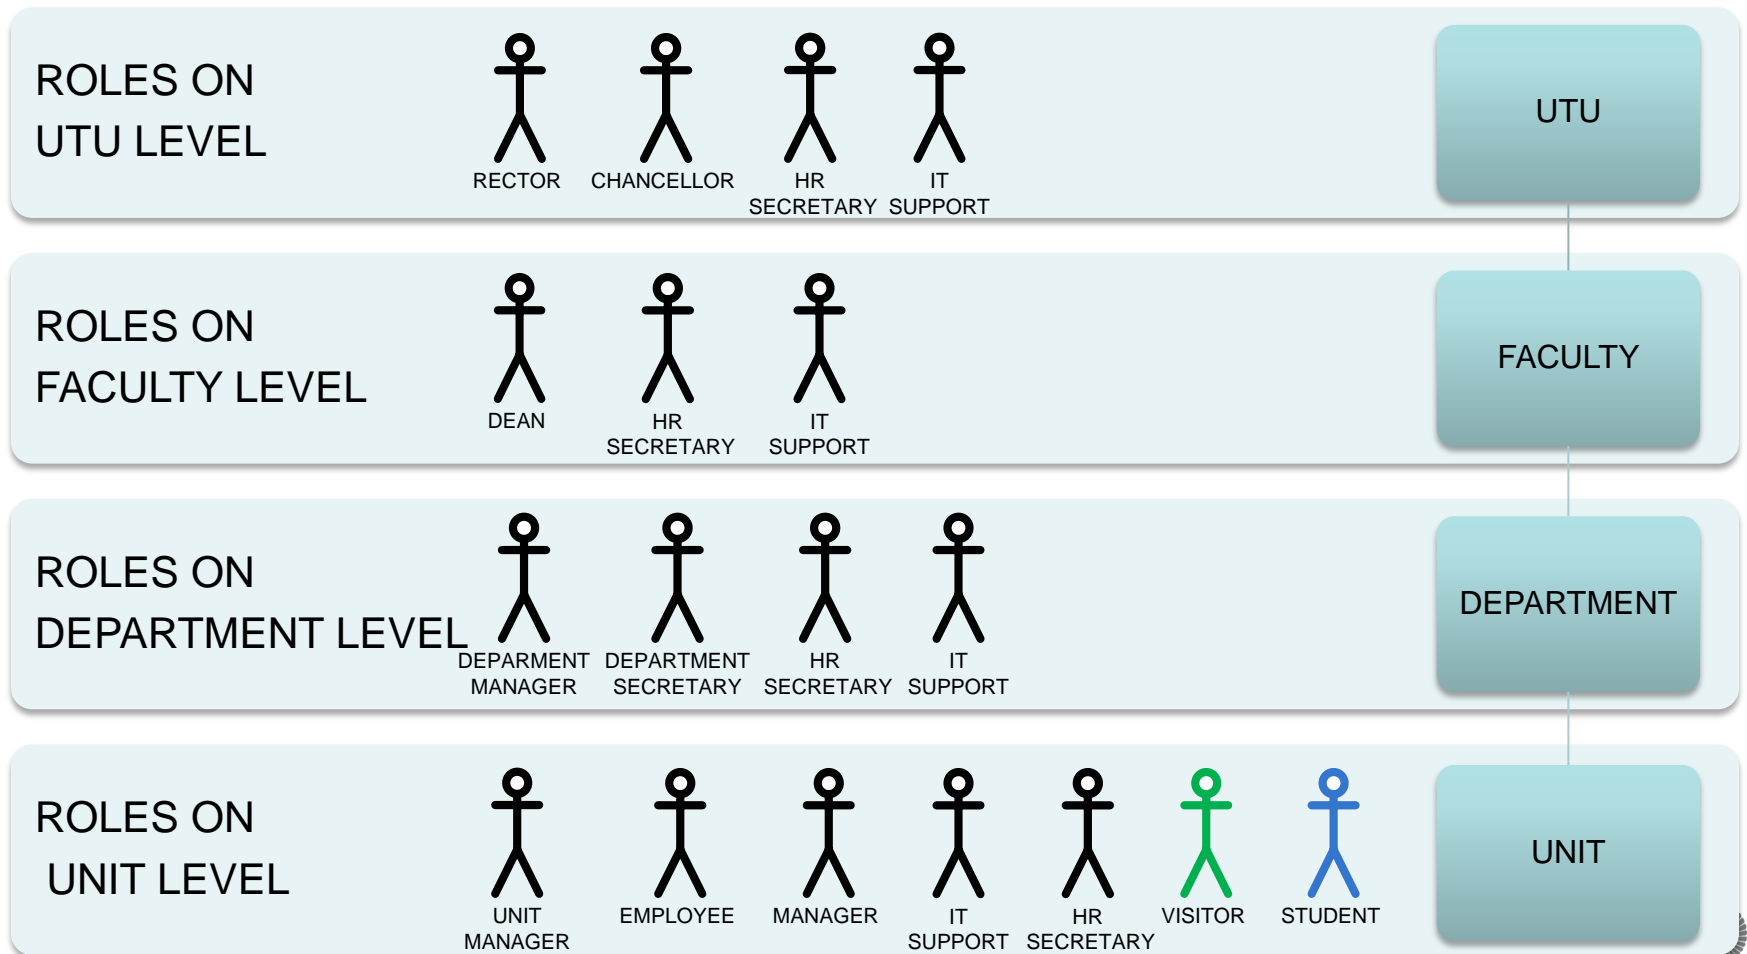 ROLES ON
UTU LEVEL
RECTOR
CHANCELLOR
HR
SECRETARY
IT
SUPPORT
UTU
ROLES ON
FACULTY LEVEL
DEAN
HR
SECRETARY
IT
SUPPORT
FACULTY
ROLES ON
DEPARTMENT LEVEL
DEPARMENT
MANAGER
DEPARTMENT
SECRETARY
HR
SECRETARY
IT
SUPPORT
DEPARTMENT
ROLES ON
UNIT LEVEL
UNIT
MANAGER
EMPLOYEE
MANAGER
IT
SUPPORT
HR
SECRETARY
VISITOR
STUDENT
UNIT